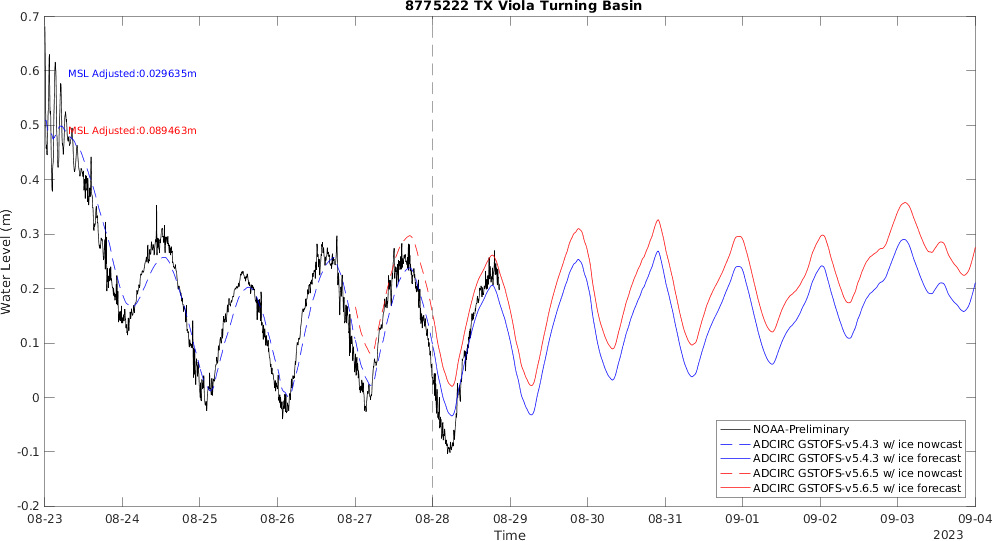 8775222 TX Viola Turning Basin
0.7
0.6
0.5
0.4
0.3
0.2
0.1
0
-0.1
-0.2
Water Level (m)
MSL Adjusted:0.029635m
MSL Adjusted:0.089463m
NOAA-Preliminary
ADCIRC GSTOFS-v5.4.3 w/ ice nowcast
ADCIRC GSTOFS-v5.4.3 w/ ice forecast
ADCIRC GSTOFS-v5.6.5 w/ ice nowcast
ADCIRC GSTOFS-v5.6.5 w/ ice forecast
08-23 08-24 08-25 08-26 08-27 08-28 08-29 08-30 08-31 09-01 09-02 09-03 09-04
Time
2023